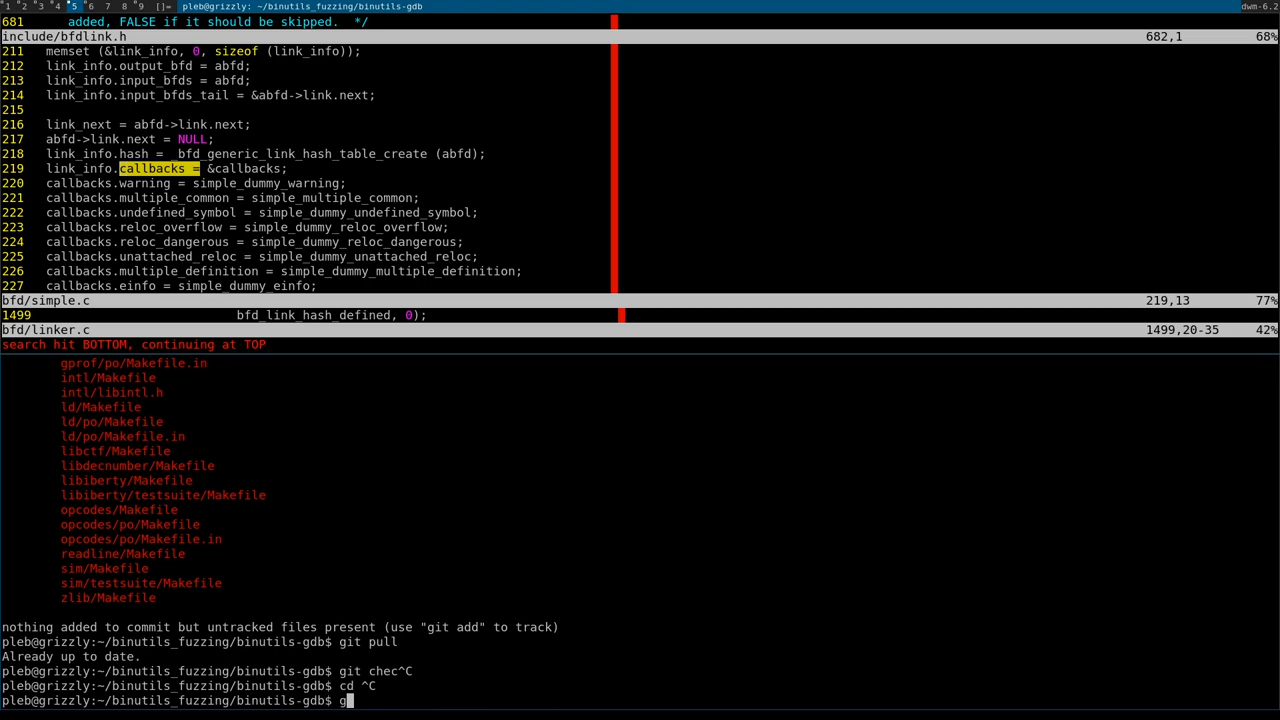 1 2 3 4 5 6 7 8 9 []= pleb@grizzly: ~/binutils_fuzzing/binutils-gdb dwm-6.2
681 added, FALSE if it should be skipped. */
include/bfdlink.h 682,1 68%
211 memset (&link_info, 0, sizeof (link_info));
212 link_info.output_bfd = abfd;
213 link_info.input_bfds = abfd;
214 link_info.input_bfds_tail = &abfd->link.next;
215
216 link_next = abfd->link.next;
217 abfd->link.next = NULL;
218 link_info.hash = _bfd_generic_link_hash_table_create (abfd);
219 link_info.callbacks = &callbacks;
220 callbacks.warning = simple_dummy_warning;
221 callbacks.multiple_common = simple_multiple_common;
222 callbacks.undefined_symbol = simple_dummy_undefined_symbol;
223 callbacks.reloc_overflow = simple_dummy_reloc_overflow;
224 callbacks.reloc_dangerous = simple_dummy_reloc_dangerous;
225 callbacks.unattached_reloc = simple_dummy_unattached_reloc;
226 callbacks.multiple_definition = simple_dummy_multiple_definition;
227 callbacks.einfo = simple_dummy_einfo;
bfd/simple.c 219,13 77%
1499 bfd_link_hash_defined, 0);
bfd/linker.c 1499,20-35 42%
search hit BOTTOM, continuing at TOP
gprof/po/Makefile.in
intl/Makefile
intl/libintl.h
ld/Makefile
ld/po/Makefile
ld/po/Makefile.in
libctf/Makefile
libdecnumber/Makefile
libiberty/Makefile
libiberty/testsuite/Makefile
opcodes/Makefile
opcodes/po/Makefile
opcodes/po/Makefile.in
readline/Makefile
sim/Makefile
sim/testsuite/Makefile
zlib/Makefile
nothing added to commit but untracked files present (use "git add" to track)
pleb@grizzly:~/binutils_fuzzing/binutils-gdb$ git pull
Already up to date.
pleb@grizzly:~/binutils_fuzzing/binutils-gdb$ git chec^C
pleb@grizzly:~/binutils_fuzzing/binutils-gdb$ cd ^C
pleb@grizzly:~/binutils_fuzzing/binutils-gdb$ g